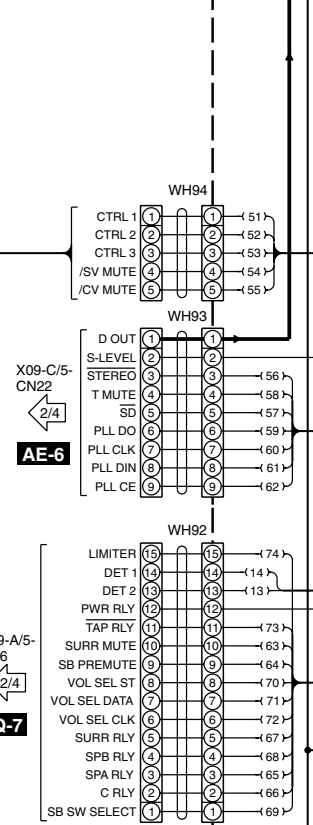 WH94
CTRL 1 1 1 51
CTRL 2 2 2 52
CTRL 3 3 3 53
/SV MUTE 4 4 54
/CV MUTE 5 5 55
WH93
D OUT 1 1
S-LEVEL 2 2
STEREO 3 3 56
T MUTE 4 4 58
SD 5 5 57
PLL DO 6 6 59
PLL CLK 7 7 60
PLL DIN 8 8 61
PLL CE 9 9 62
X09-C/5-
CN22
2/4
AE-6
WH92
LIMITER 15 15 74
DET 1 14 14 14
DET 2 13 13 13
PWR RLY 12 12
TAP RLY 11 11 73
SURR MUTE 10 10 63
SB PREMUTE 9 9 64
VOL SEL ST 8 8 70
VOL SEL DATA 7 7 71
VOL SEL CLK 6 6 72
SURR RLY 5 5 67
SPB RLY 4 4 68
SPA RLY 3 3 65
C RLY 2 2 66
SB SW SELECT 1 1 69
9-A/5-
6
2/4
Q-7